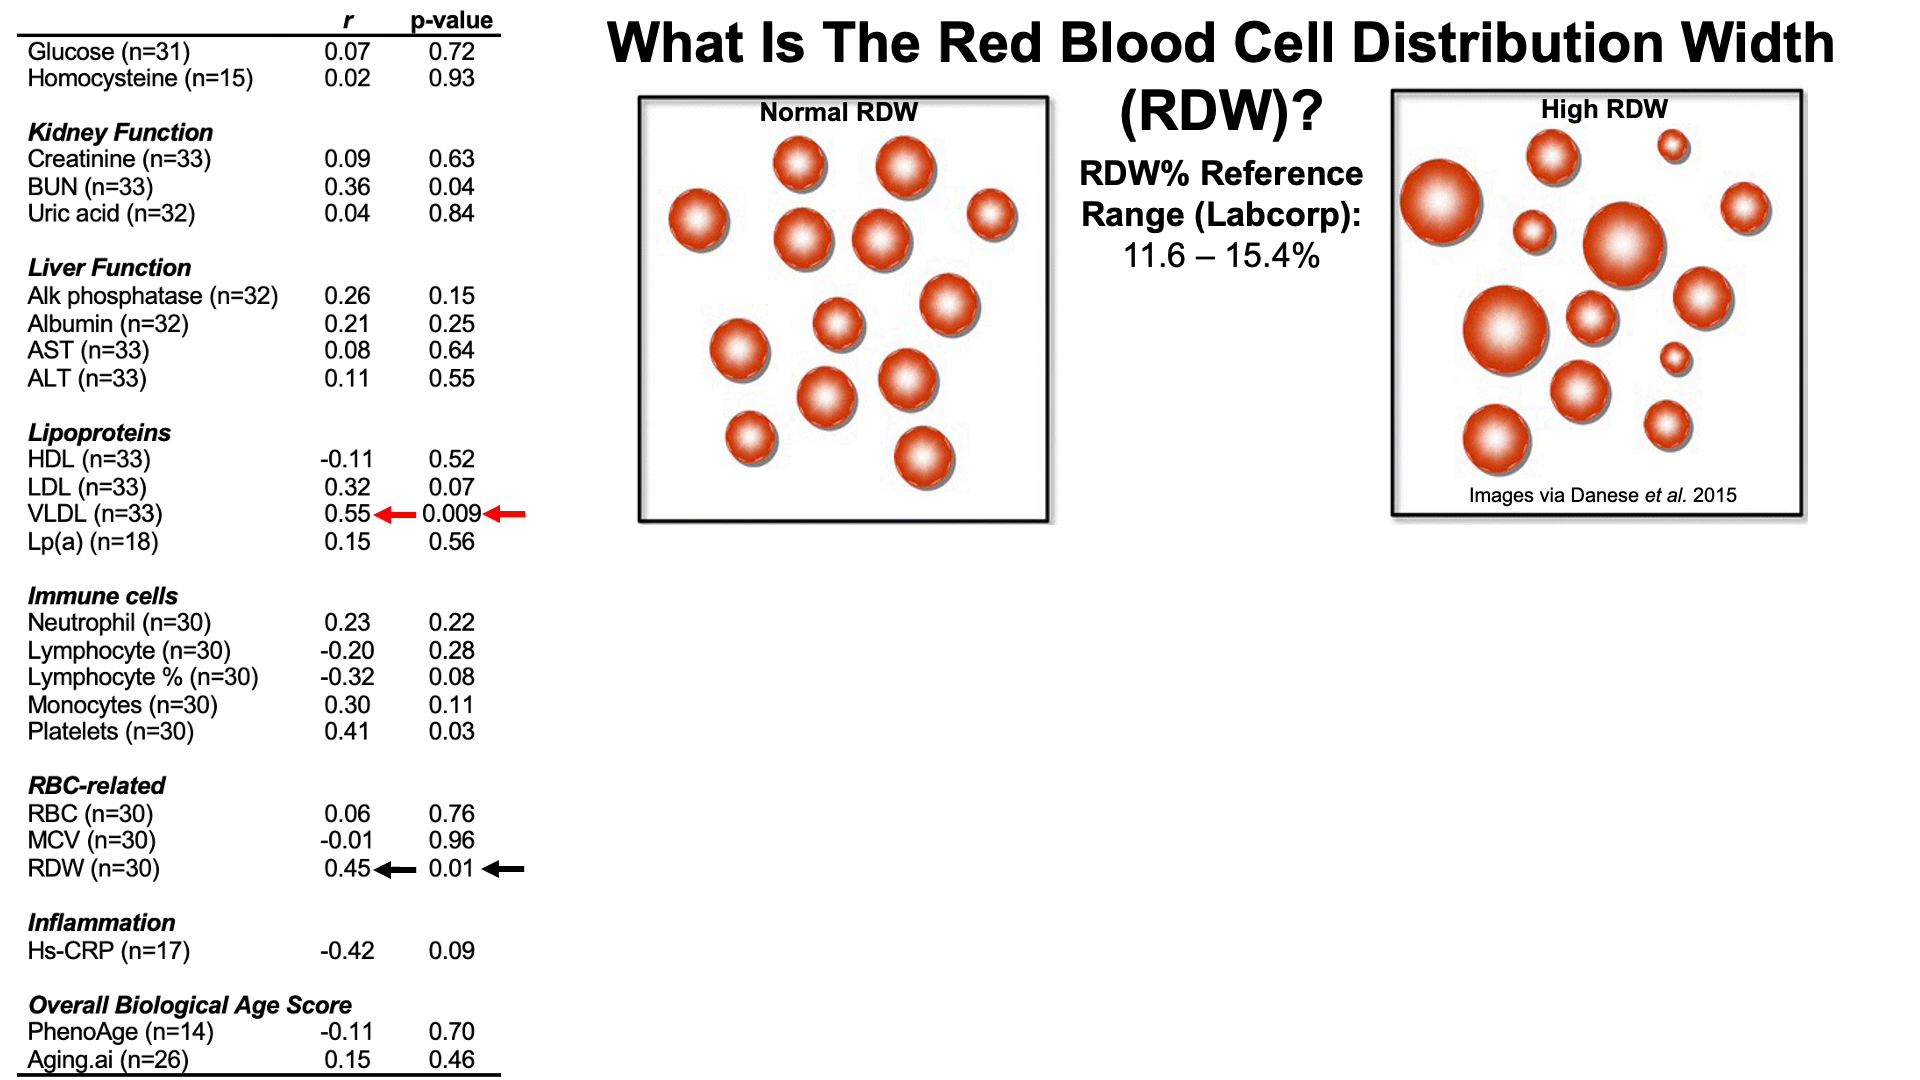 r p-value
Glucose (n=31) 0.07 0.72
Homocysteine (n=15) 0.02 0.93
Kidney Function
Creatinine (n=33) 0.09 0.63
BUN (n=33) 0.36 0.04
Uric acid (n=32) 0.04 0.84
Liver Function
Alk phosphatase (n=32) 0.26 0.15
Albumin (n=32) 0.21 0.25
AST (n=33) 0.08 0.64
ALT (n=33) 0.11 0.55
Lipoproteins
HDL (n=33) -0.11 0.52
LDL (n=33) 0.32 0.07
VLDL (n=33) 0.55 0.009
Lp(a) (n=18) 0.15 0.56
Immune cells
Neutrophil (n=30) 0.23 0.22
Lymphocyte (n=30) -0.20 0.28
Lymphocyte % (n=30) -0.32 0.08
Monocytes (n=30) 0.30 0.11
Platelets (n=30) 0.41 0.03
RBC-related
RBC (n=30) 0.06 0.76
MCV (n=30) -0.01 0.96
RDW (n=30) 0.45 0.01
Inflammation
Hs-CRP (n=17) -0.42 0.09
Overall Biological Age Score
PhenoAge (n=14) -0.11 0.70
Aging.ai (n=26) 0.15 0.46
What Is The Red Blood Cell Distribution Width
(RDW)?
Normal RDW
RDW% Reference
Range (Labcorp):
11.6 – 15.4%
High RDW
Images via Danese et al. 2015